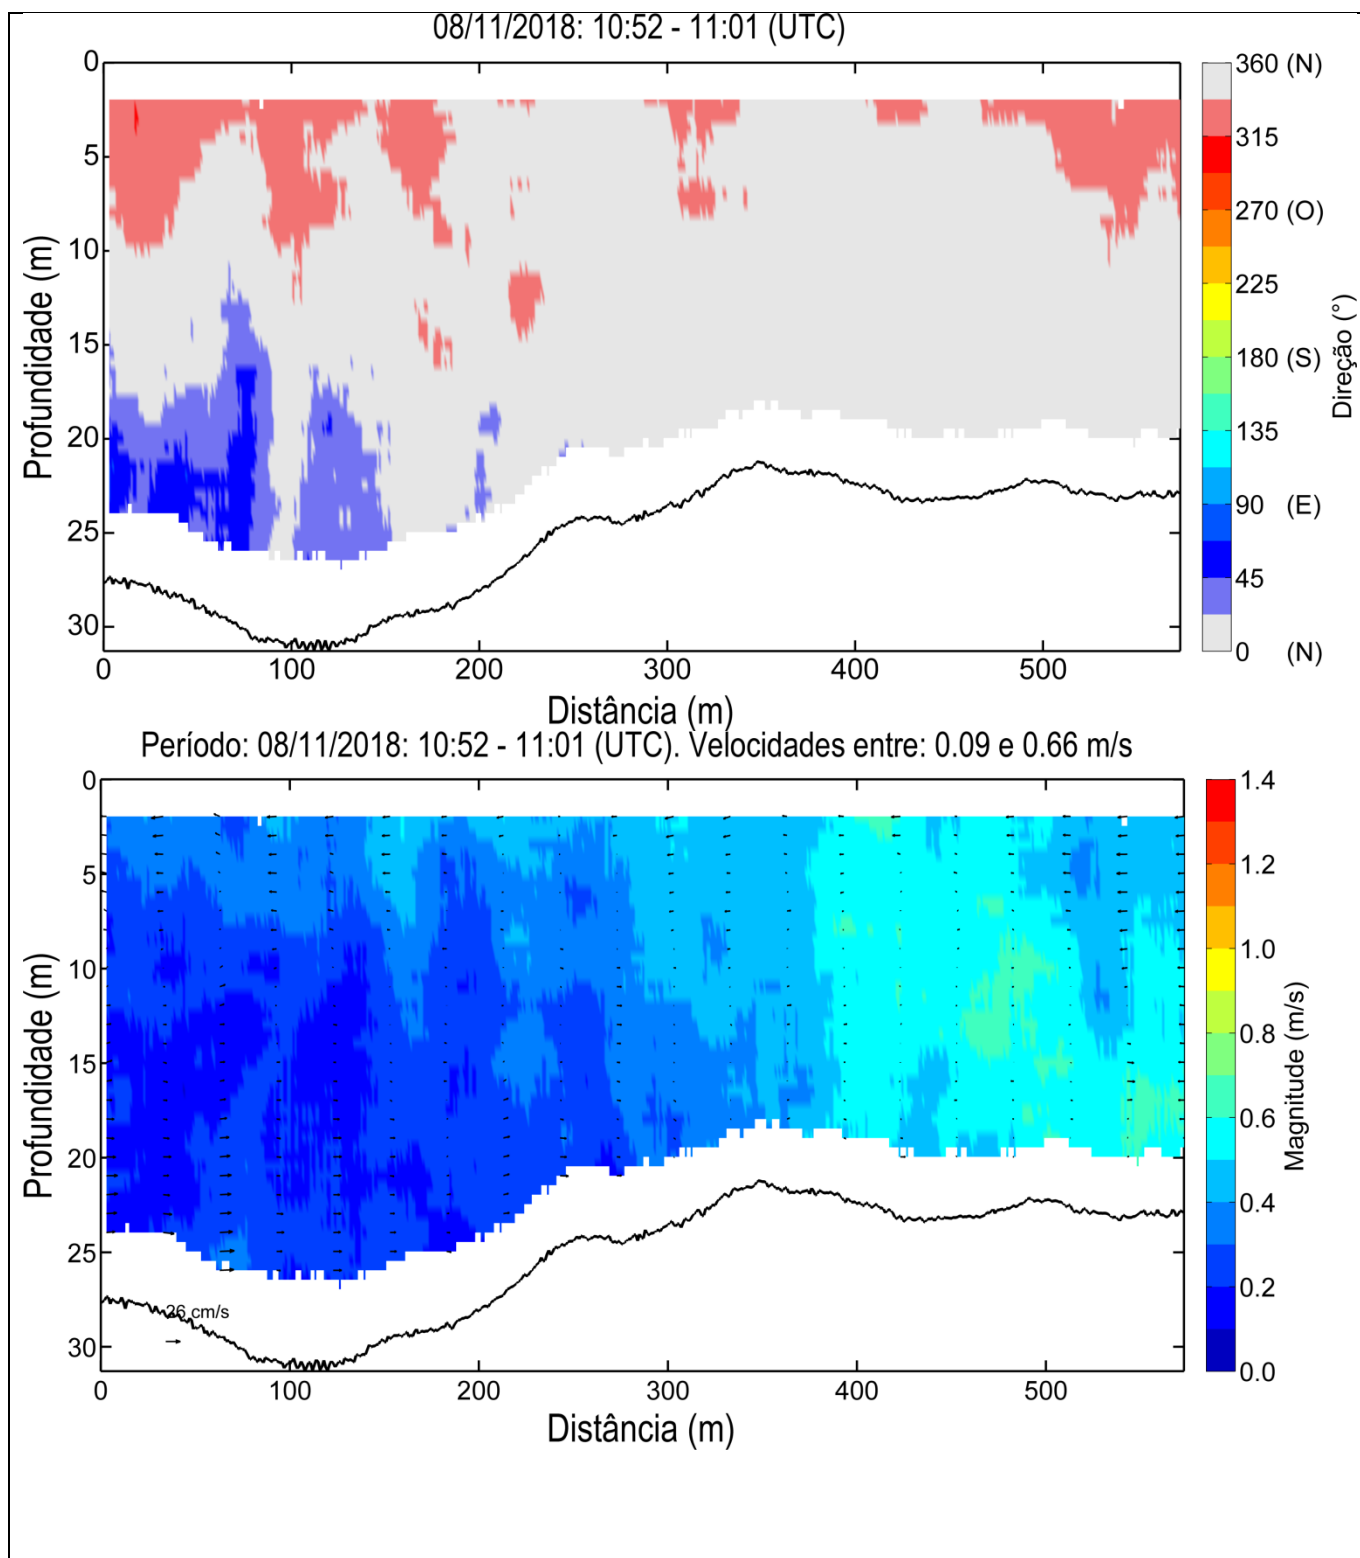 08/11/2018: 10:52 - 11:01 (UTC)
0
5
10
15
20
25
30
Profundidade (m)
0
100
200
300
400
500
Distância (m)
360 (N)
315
270 (O)
225
180 (S)
135
90 (E)
45
0 (N)
Direção (°)
Período: 08/11/2018: 10:52 - 11:01 (UTC). Velocidades entre: 0.09 e 0.66 m/s
0
5
10
15
20
25
30
Profundidade (m)
26 cm/s
0
100
200
300
400
500
Distância (m)
1.4
1.2
1.0
0.8
0.6
0.4
0.2
0.0
Magnitude (m/s)